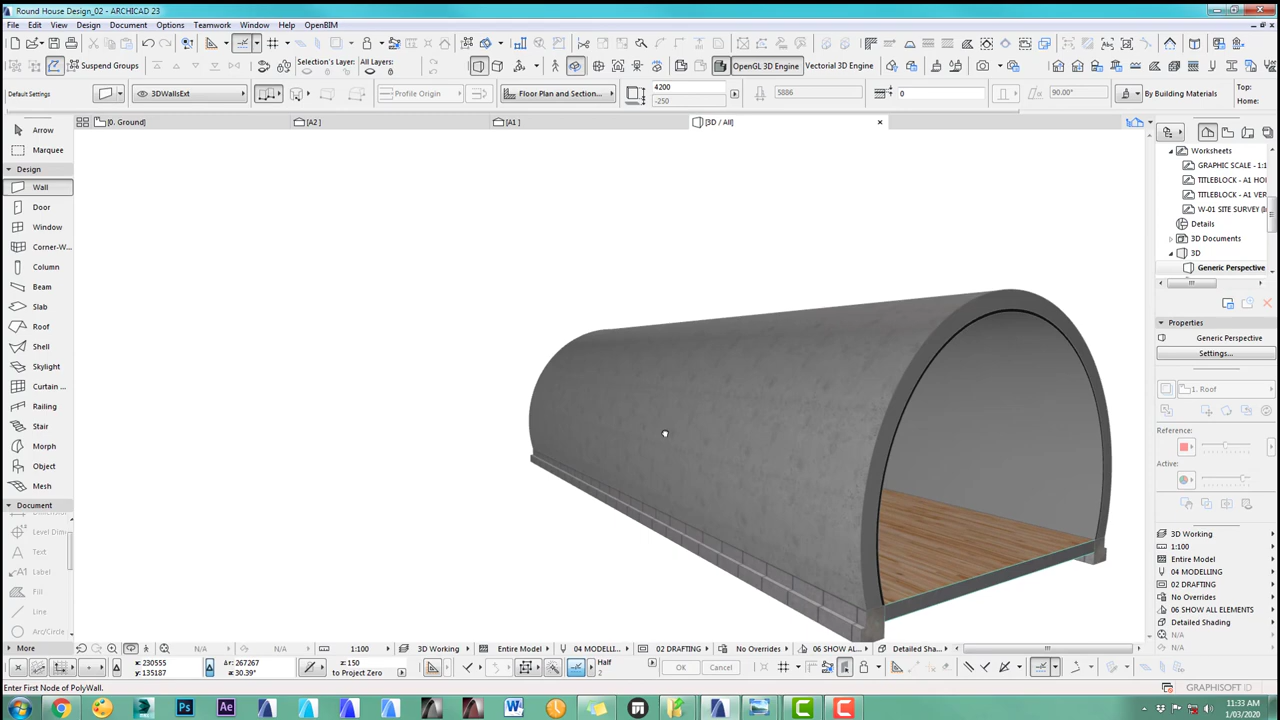 Round House Design_02 - ARCHICAD 23
File Edit View Design Document Options Teamwork Window Help OpenBIM
Suspend Groups
Selection's Layer:
All Layers:
OpenGL 3D Engine
Vectorial 3D Engine
Default Settings
3DWallsExt
Profile Origin
Floor Plan and Section...
4200
-250
5886
0
90.00°
By Building Materials
Top:
Home:
[0. Ground]
[A2 ]
[A1 ]
[3D / All]
Arrow
Marquee
Design
Wall
Door
Window
Corner-W...
Column
Beam
Slab
Roof
Shell
Skylight
Curtain ...
Railing
Stair
Morph
Object
Mesh
Document
Level Dim
Text
A1 Label
Fill
Line
Arc/Circle
More
Worksheets
GRAPHIC SCALE - 1:1
TITLEBLOCK - A1 HO
TITLEBLOCK - A1 VER
W-01 SITE SURVEY (I
Details
3D Documents
3D
Generic Perspective
Properties
Generic Perspective
Settings...
1. Roof
Reference:
Active:
3D Working
1:100
Entire Model
04 MODELLING
02 DRAFTING
No Overrides
06 SHOW ALL ELEMENTS
Detailed Shading
N/A
N/A
N/A
1:100
3D Working
Entire Model
04 MODELL...
02 DRAFTING
No Overrides
06 SHOW AL...
Detailed Sha...
x: 230555
y: 135187
Δr: 267267
α: 30.39°
z: 150
to Project Zero
Half
2
OK
Cancel
Enter First Node of PolyWall.
GRAPHISOFT ID
11:33 AM
1/03/2020